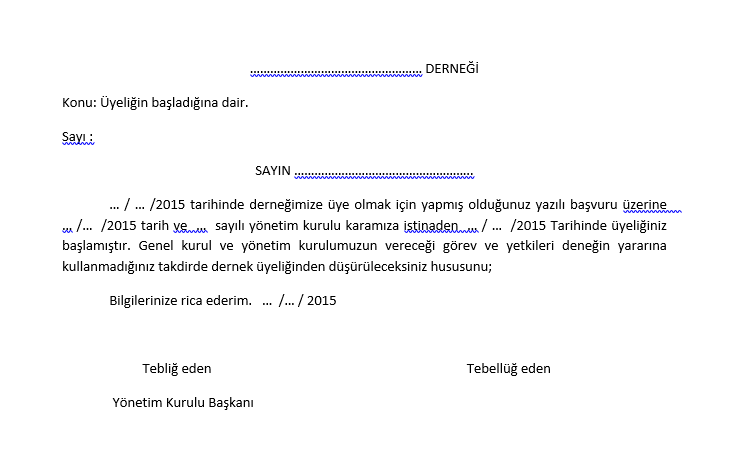 .................................................... DERNEĞİ
Konu: Üyeliğin başladığına dair.
Sayı :
SAYIN ......................................................
... / ... /2015 tarihinde derneğimize üye olmak için yapmış olduğunuz yazılı başvuru üzerine
... /... /2015 tarih ve ... sayılı yönetim kurulu karamıza istinaden ... / ... /2015 Tarihinde üyeliğiniz
başlamıştır. Genel kurul ve yönetim kurulumuzun vereceği görev ve yetkileri deneğin yararına
kullanmadığınız takdirde dernek üyeliğinden düşürüleceksiniz hususunu;
Bilgilerinize rica ederim. ... /... / 2015
Tebliğ eden Tebellüğ eden
Yönetim Kurulu Başkanı